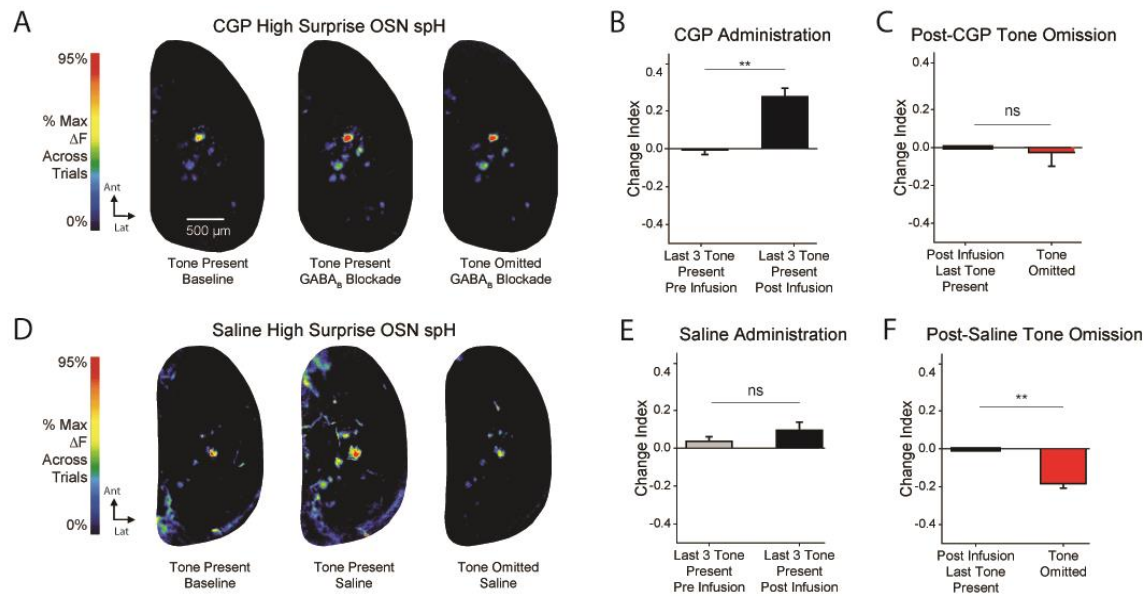 A
CGP High Surprise OSN spH
95%
% Max
ΔF
Across
Trials
0%
Ant
Lat
500 µm
Tone Present
Baseline
Tone Present
GABAB Blockade
Tone Omitted
GABAB Blockade
B
CGP Administration
**
0.4
0.2
0.0
-0.2
-0.4
Change Index
Last 3 Tone
Present
Pre Infusion
Last 3 Tone
Present
Post Infusion
C
Post-CGP Tone Omission
ns
0.4
0.2
0.0
-0.2
-0.4
Change Index
Post Infusion
Last Tone
Present
Tone
Omitted
D
Saline High Surprise OSN spH
95%
% Max
ΔF
Across
Trials
0%
Ant
Lat
Tone Present
Baseline
Tone Present
Saline
Tone Omitted
Saline
E
Saline Administration
ns
0.4
0.2
0.0
-0.2
-0.4
Change Index
Last 3 Tone
Present
Pre Infusion
Last 3 Tone
Present
Post Infusion
F
Post-Saline Tone Omission
**
0.4
0.2
0.0
-0.2
-0.4
Change Index
Post Infusion
Last Tone
Present
Tone
Omitted